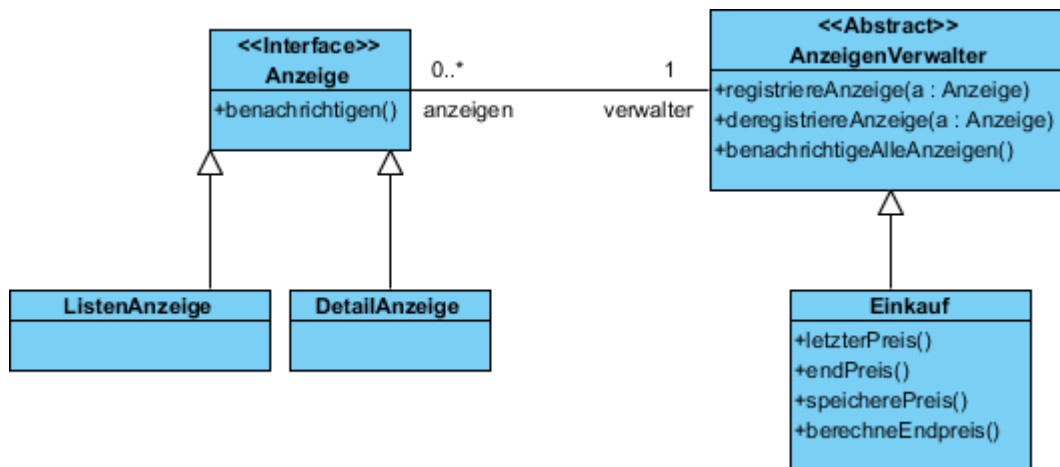 <<Interface>>
Anzeige
+benachrichtigen()
0..*
anzeigen
1
verwalter
<<Abstract>>
AnzeigenVerwalter
+registriereAnzeige(a : Anzeige)
+deregistriereAnzeige(a : Anzeige)
+benachrichtigeAlleAnzeigen()
ListenAnzeige
DetailAnzeige
Einkauf
+letzterPreis()
+endPreis()
+speicherePreis()
+berechneEndpreis()